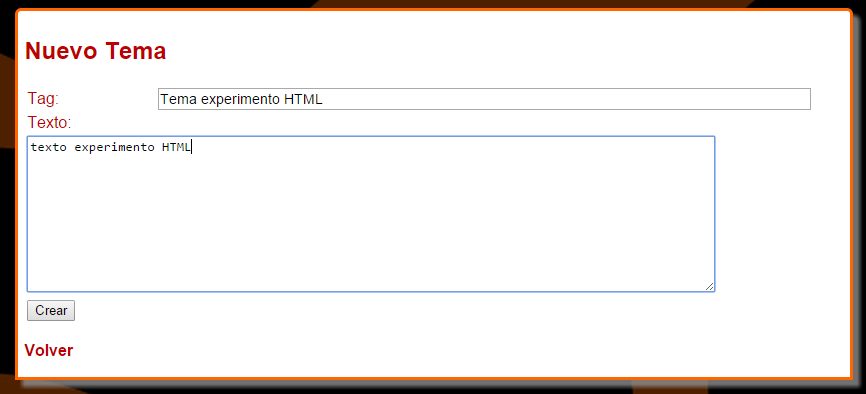 Nuevo Tema
Tag: Tema experimento HTML
Texto:
texto experimento HTML
Crear
Volver